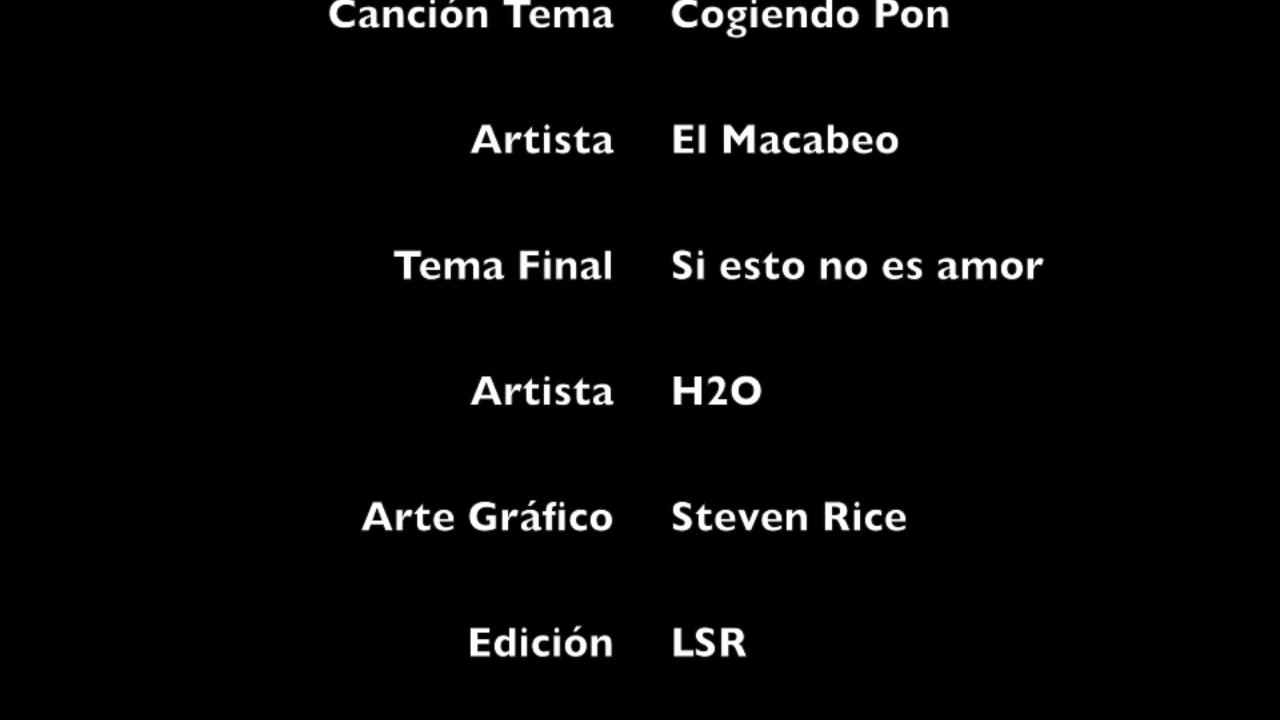 Canción Tema Cogiendo Pon
Artista El Macabeo
Tema Final Si esto no es amor
Artista H2O
Arte Gráfico Steven Rice
Edición LSR